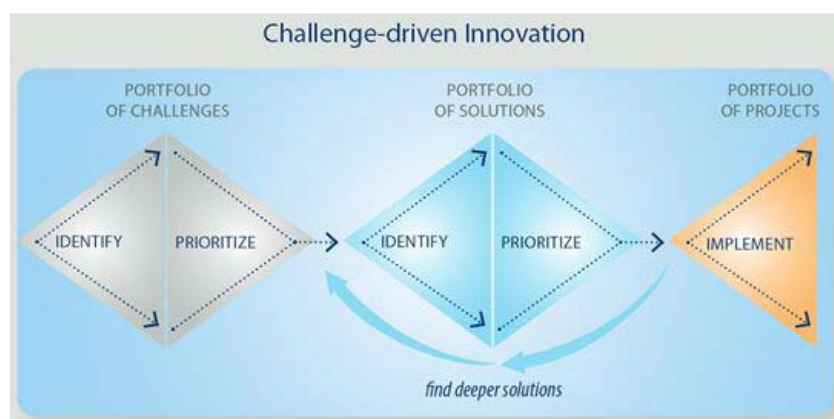 Challenge-driven Innovation
PORTFOLIO
OF CHALLENGES
PORTFOLIO
OF SOLUTIONS
PORTFOLIO
OF PROJECTS
IDENTIFY
PRIORITIZE
IDENTIFY
PRIORITIZE
IMPLEMENT
find deeper solutions